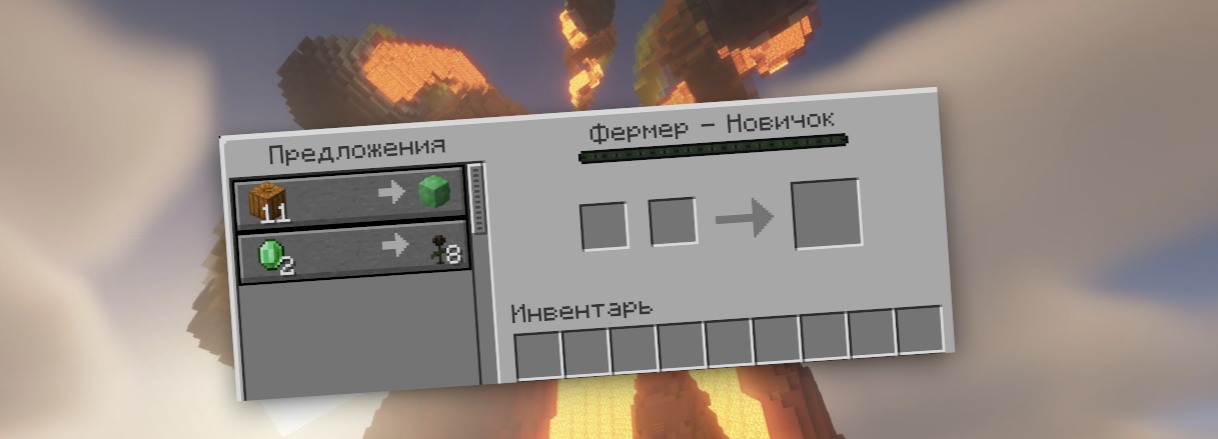 Предложения
11
2
8
Фермер - Новичок
Инвентарь